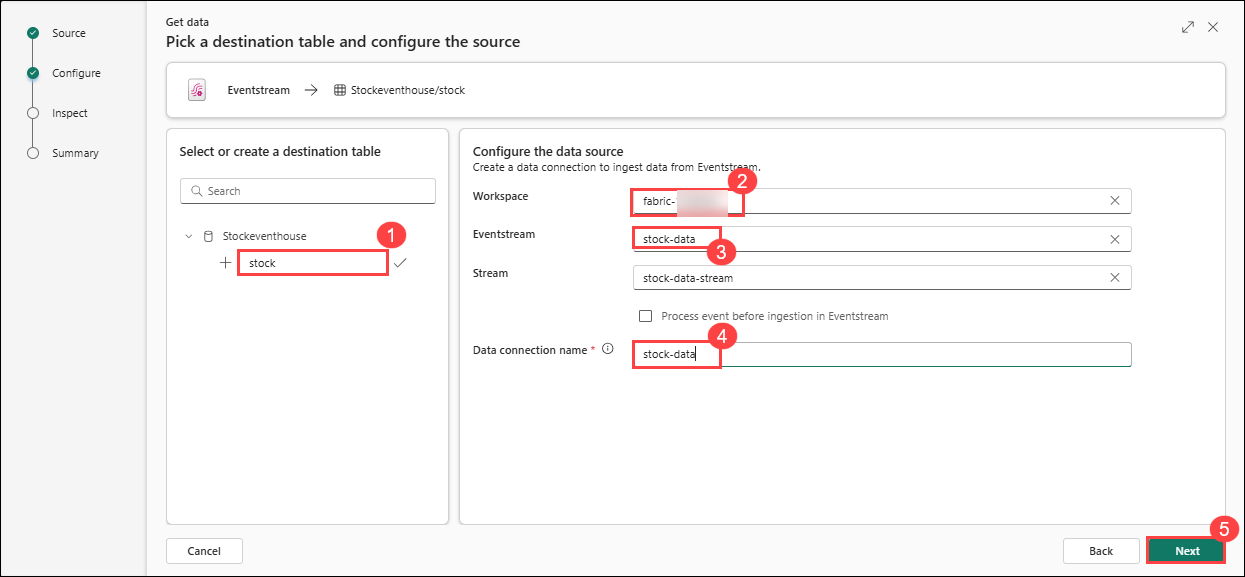 Source
Configure
Inspect
Summary
Get data
Pick a destination table and configure the source
Eventstream → Stockeventhouse/stock
Select or create a destination table
Search
Stockeventhouse
1
+ stock
Configure the data source
Create a data connection to ingest data from Eventstream.
2
Workspace
fabric-
Eventstream
stock-data
3
Stream
stock-data-stream
Process event before ingestion in Eventstream
4
Data connection name *
stock-data
5
Cancel
Back
Next